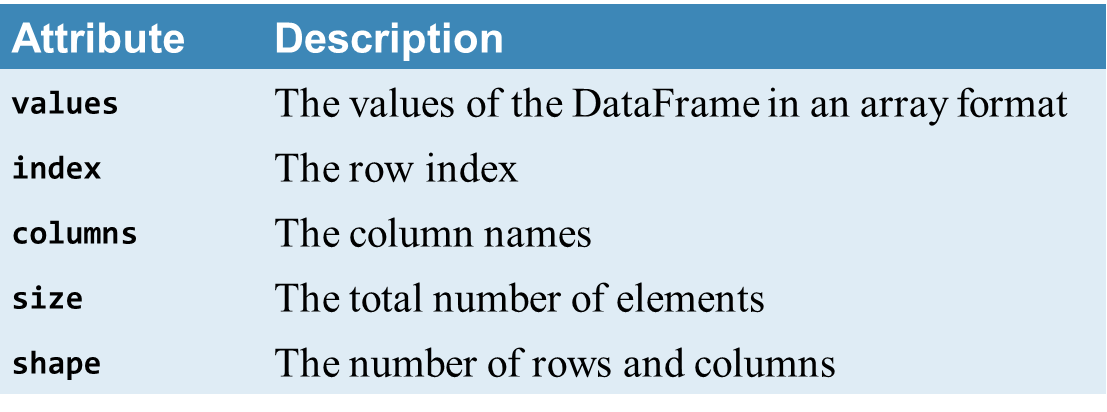 Attribute Description
values The values of the DataFrame in an array format
index The row index
columns The column names
size The total number of elements
shape The number of rows and columns